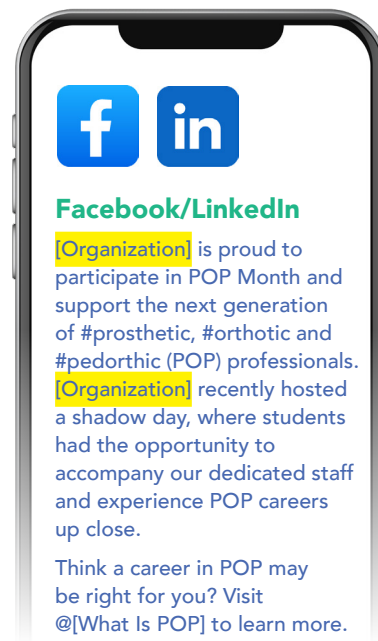 f in
Facebook/LinkedIn
[Organization] is proud to
participate in POP Month and
support the next generation
of #prosthetic, #orthotic and
#pedorthic (POP) professionals.
[Organization] recently hosted
a shadow day, where students
had the opportunity to
accompany our dedicated staff
and experience POP careers
up close.
Think a career in POP may
be right for you? Visit
@[What Is POP] to learn more.